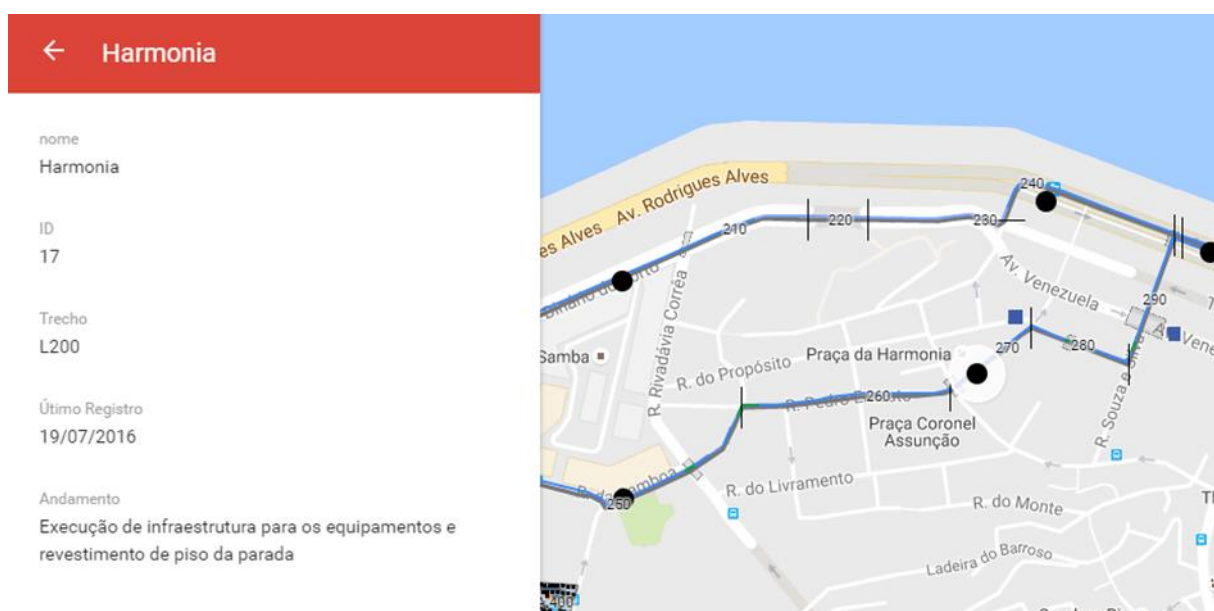 Harmonia
nome
Harmonia
ID
17
Trecho
L200
Útimo Registro
19/07/2016
Andamento
Execução de infraestrutura para os equipamentos e
revestimento de piso da parada
es Alves
Av. Rodrigues Alves
240
210
220
230
Av. Venezuela
290
R. Rivadávia Corrêa
Samba
Praça da Harmonia
270
280
R. do Propósito
260
Praça Coronel
Assunção
R. Souza e Silva
R. do Livramento
250
R. do Monte
Ladeira do Barroso
400